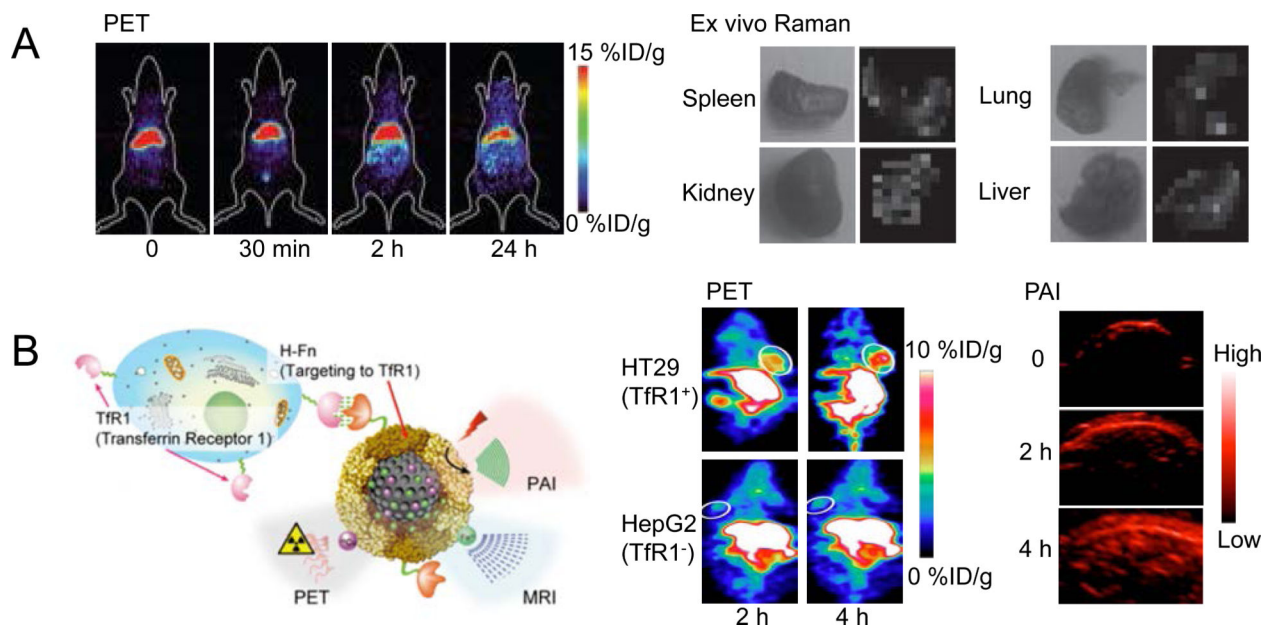 A
PET
15 %ID/g
0 %ID/g
0
30 min
2 h
24 h
Ex vivo Raman
Spleen
Lung
Kidney
Liver
B
H-Fn
(Targeting to TfR1)
TfR1
(Transferrin Receptor 1)
PAI
PET
MRI
PET
HT29
(TfR1+)
HepG2
(TfR1-)
10 %ID/g
0 %ID/g
2 h
4 h
PAI
0
2 h
4 h
High
Low